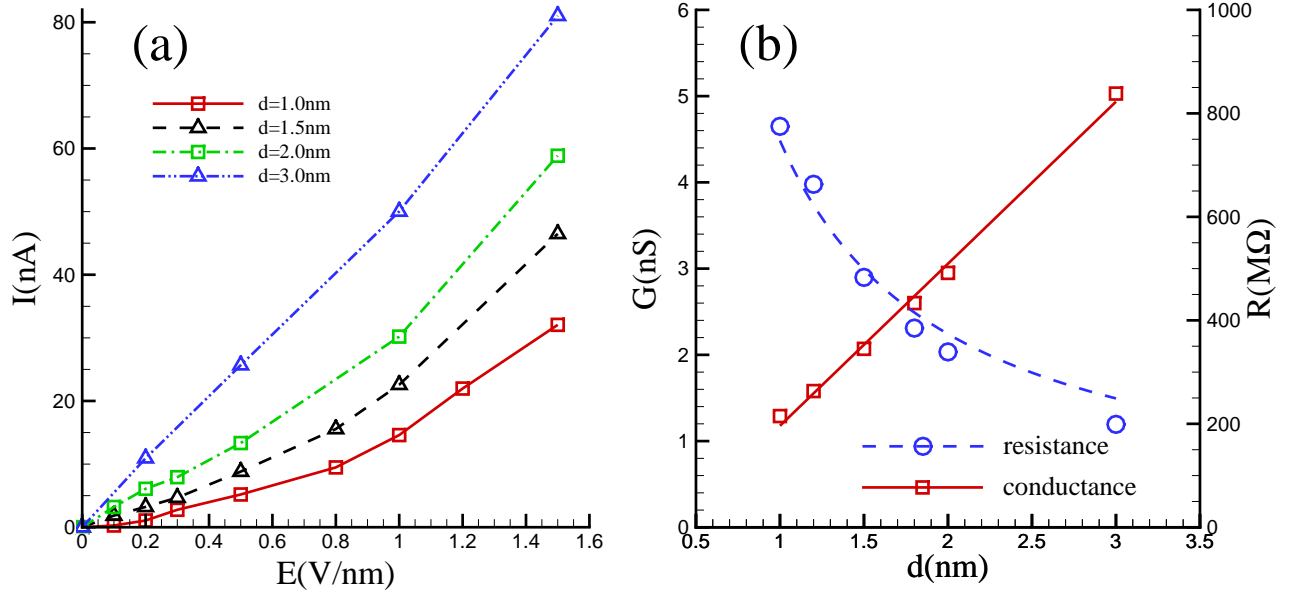 (a)
I(nA)
80
60
40
20
0
d=1.0nm
d=1.5nm
d=2.0nm
d=3.0nm
0 0.2 0.4 0.6 0.8 1 1.2 1.4 1.6
E(V/nm)
(b)
G(nS)
6
5
4
3
2
1
0
resistance
conductance
0.5 1 1.5 2 2.5 3 3.5
d(nm)
1000
800
600
400
200
0
R(MΩ)